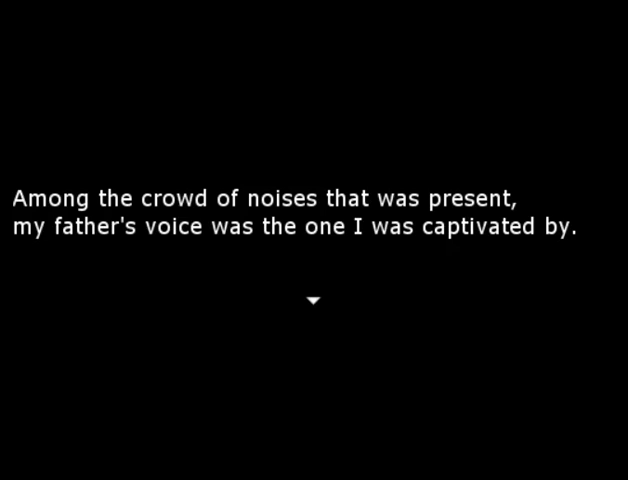 Among the crowd of noises that was present,
my father's voice was the one I was captivated by.